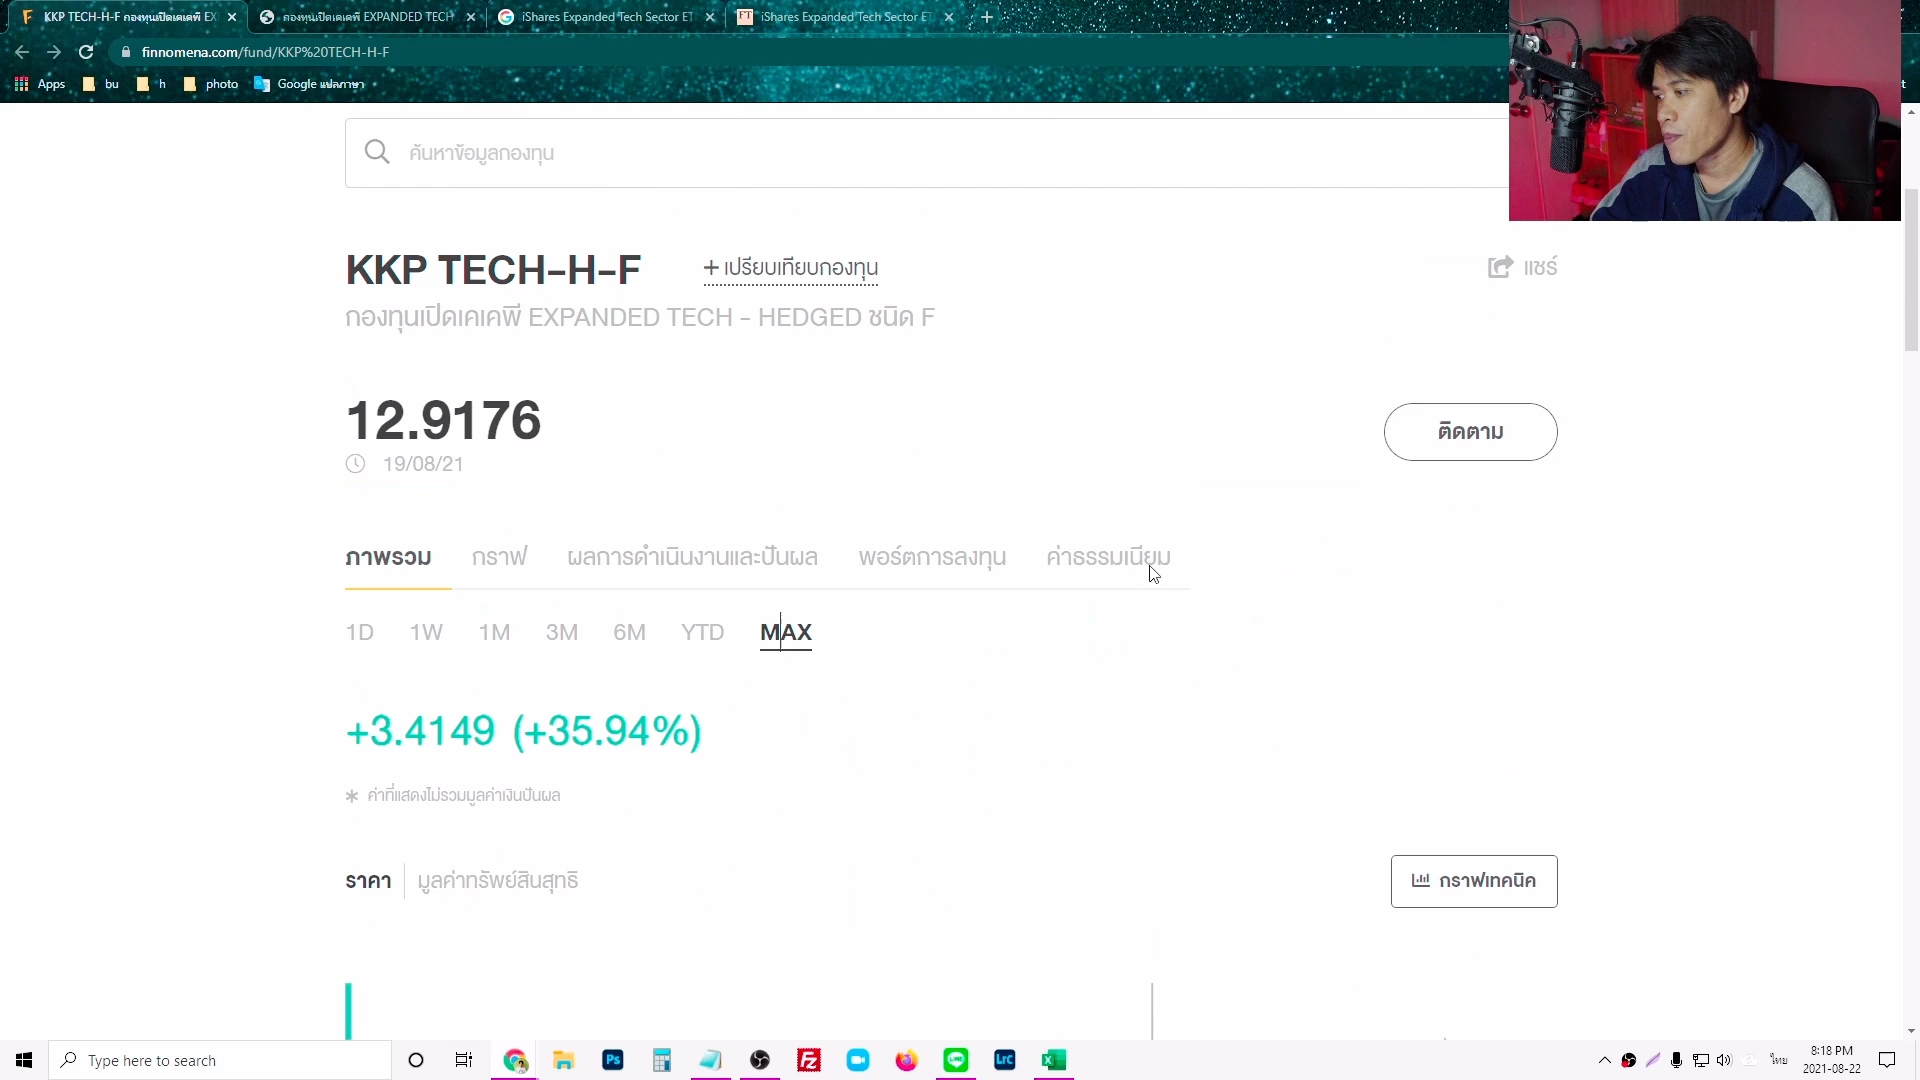 KKP TECH-H-F กองทุนเปิดเคเคพี EX
กองทุนเปิดเคเคพี EXPANDED TECH
iShares Expanded Tech Sector ET
iShares Expanded Tech Sector ET
finnomena.com/fund/KKP%20TECH-H-F
Apps
bu
h
photo
Google แปลภาษา
ค้นหาข้อมูลกองทุน
KKP TECH-H-F
+ เปรียบเทียบกองทุน
แชร์
กองทุนเปิดเคเคพี EXPANDED TECH - HEDGED ชนิด F
12.9176
ติดตาม
19/08/21
ภาพรวม กราฟ ผลการดำเนินงานและปันผล พอร์ตการลงทุน ค่าธรรมเนียม
1D 1W 1M 3M 6M YTD MAX
+3.4149 (+35.94%)
* ค่าที่แสดงไม่รวมมูลค่าเงินปันผล
ราคา มูลค่าทรัพย์สินสุทธิ
กราฟเทคนิค
Type here to search
ไทย
8:18 PM
2021-08-22